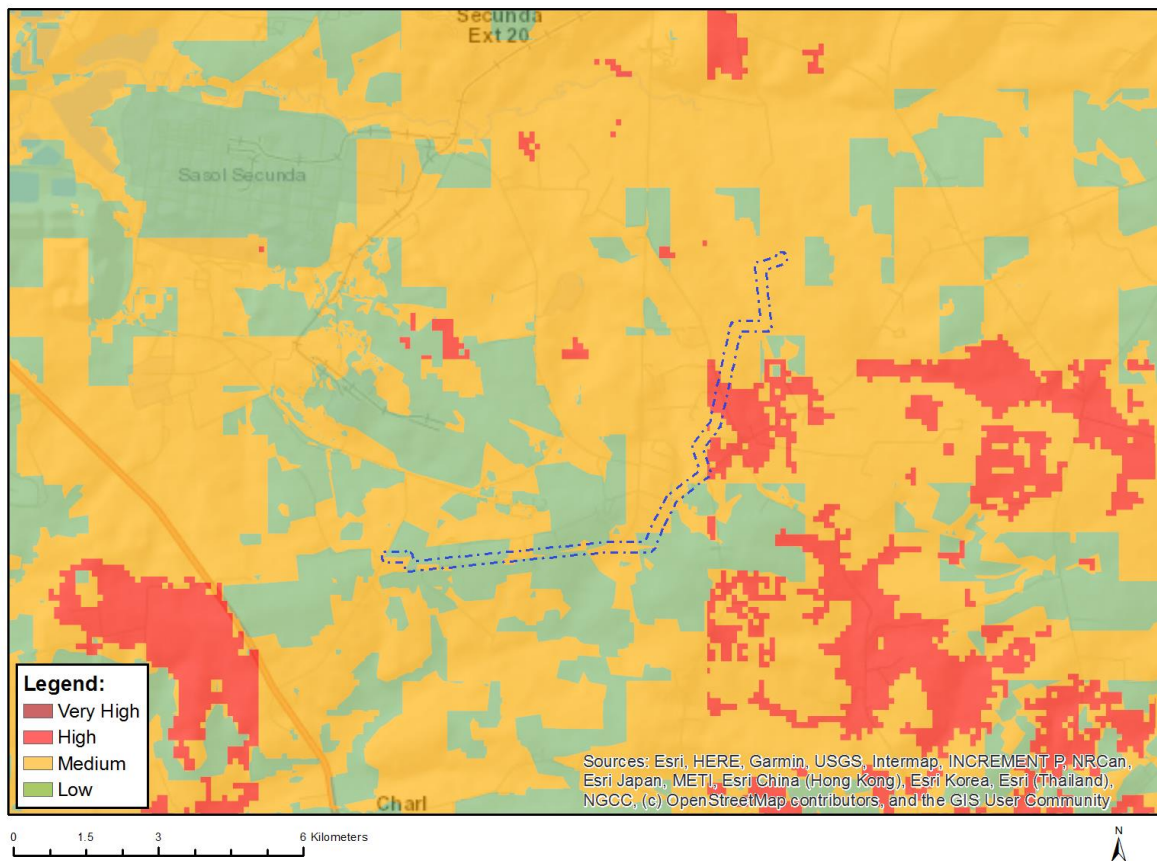 Secunda
Ext 20
Sasol Secunda
Legend:
Very High
High
Medium
Low
Charl
Sources: Esri, HERE, Garmin, USGS, Intermap, INCREMENT P, NRCan,
Esri Japan, METI, Esri China (Hong Kong), Esri Korea, Esri (Thailand),
NGCC, (c) OpenStreetMap contributors, and the GIS User Community
0 1.5 3 6 Kilometers
N